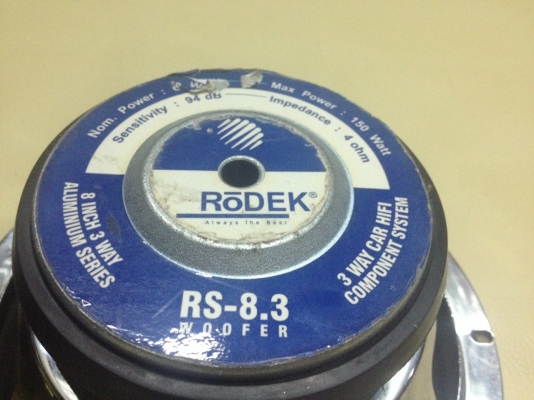 Nom. Power :
Max Power : 150 Watt
Sensitivity : 94 dB
Impedance : 4 ohm
RōDEK®
Always the Best
8 INCH 3 WAY
ALUMINIUM SERIES
3 WAY CAR HIFI
COMPONENT SYSTEM
RS-8.3
WOOFER